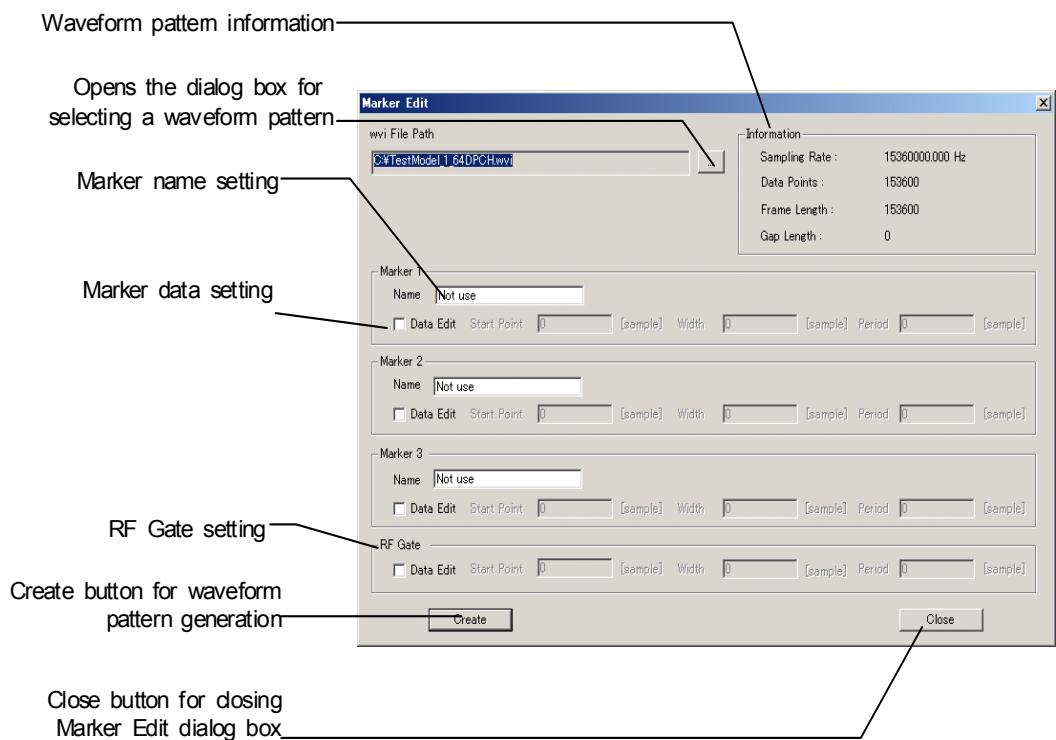 Waveform pattern information
Opens the dialog box for
selecting a waveform pattern
Marker name setting
Marker data setting
RF Gate setting
Create button for waveform
pattern generation
Close button for closing
Marker Edit dialog box
Marker Edit
wvi File Path
C:¥TestModel_1_64DPCH.wvi
...
Information
Sampling Rate : 15360000.000 Hz
Data Points : 153600
Frame Length : 153600
Gap Length : 0
Marker 1
Name Not use
Data Edit Start Point 0 [sample] Width 0 [sample] Period 0 [sample]
Marker 2
Name Not use
Data Edit Start Point 0 [sample] Width 0 [sample] Period 0 [sample]
Marker 3
Name Not use
Data Edit Start Point 0 [sample] Width 0 [sample] Period 0 [sample]
RF Gate
Data Edit Start Point 0 [sample] Width 0 [sample] Period 0 [sample]
Create
Close